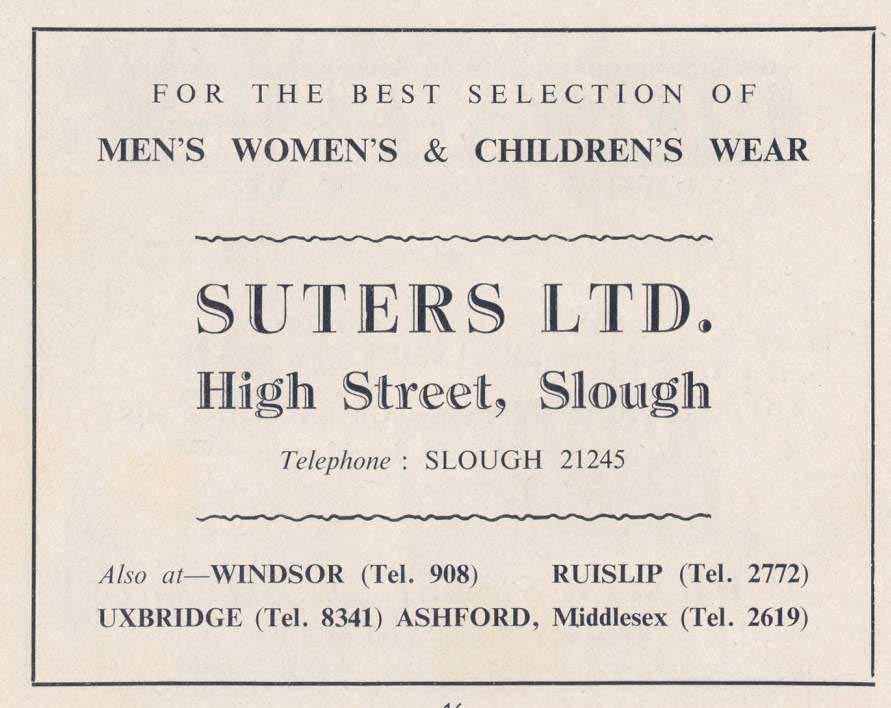 FOR THE BEST SELECTION OF
MEN'S WOMEN'S & CHILDREN'S WEAR
SUTERS LTD.
High Street, Slough
Telephone : SLOUGH 21245
Also at—WINDSOR (Tel. 908) RUISLIP (Tel. 2772)
UXBRIDGE (Tel. 8341) ASHFORD, Middlesex (Tel. 2619)